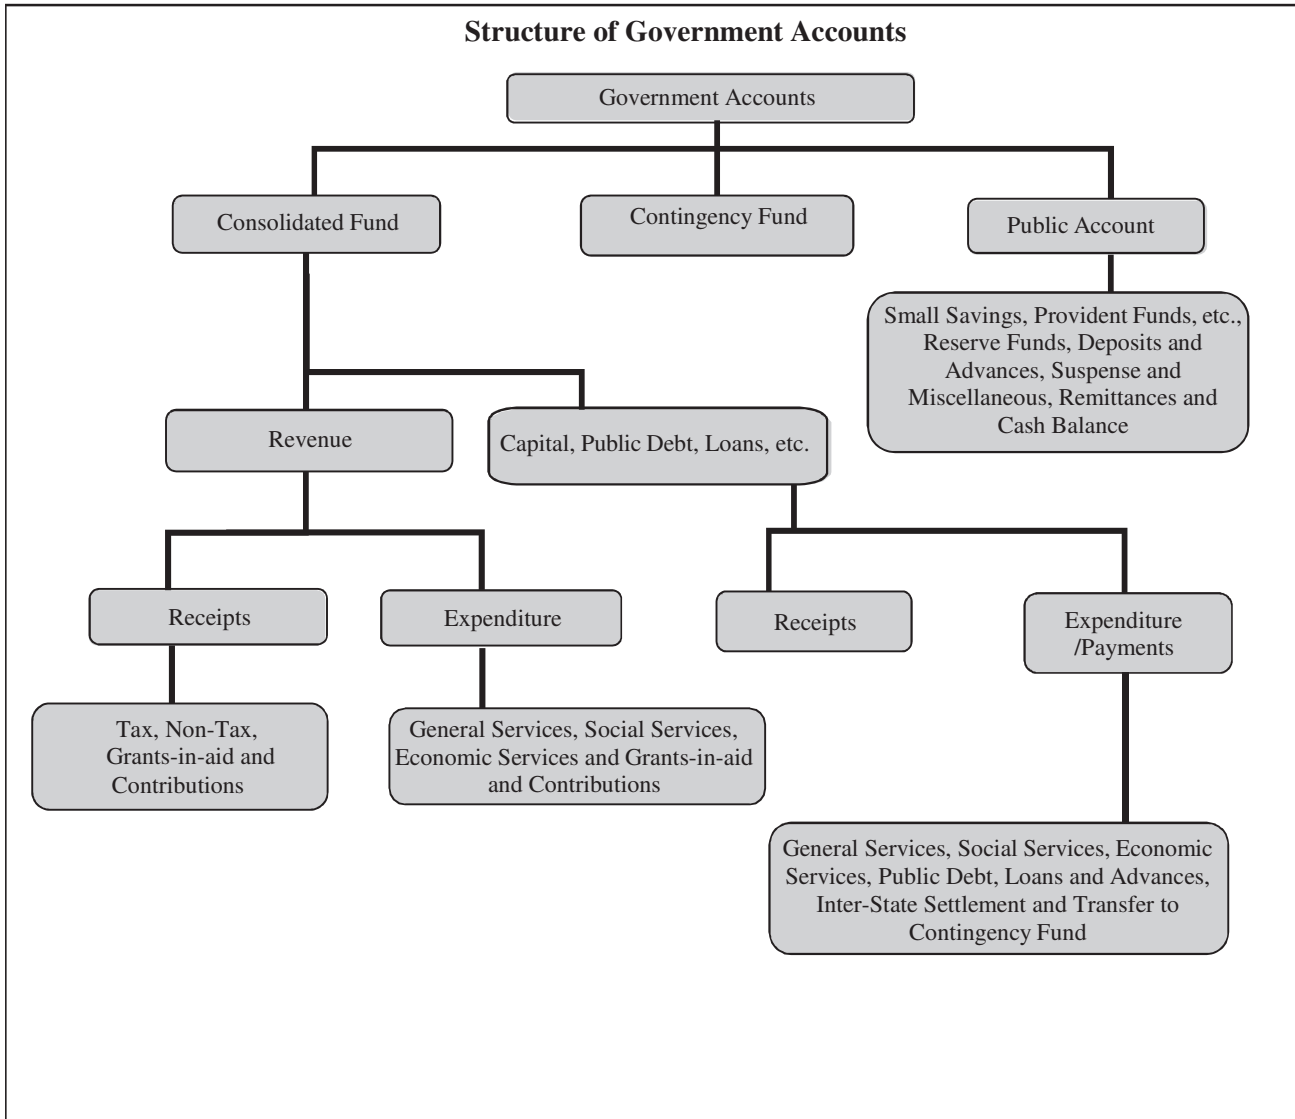 Structure of Government Accounts
Government Accounts
Consolidated Fund
Contingency Fund
Public Account
Small Savings, Provident Funds, etc.,
Reserve Funds, Deposits and
Advances, Suspense and
Miscellaneous, Remittances and
Cash Balance
Revenue
Capital, Public Debt, Loans, etc.
Receipts
Expenditure
Receipts
Expenditure
/Payments
Tax, Non-Tax,
Grants-in-aid and
Contributions
General Services, Social Services,
Economic Services and Grants-in-aid
and Contributions
General Services, Social Services, Economic
Services, Public Debt, Loans and Advances,
Inter-State Settlement and Transfer to
Contingency Fund